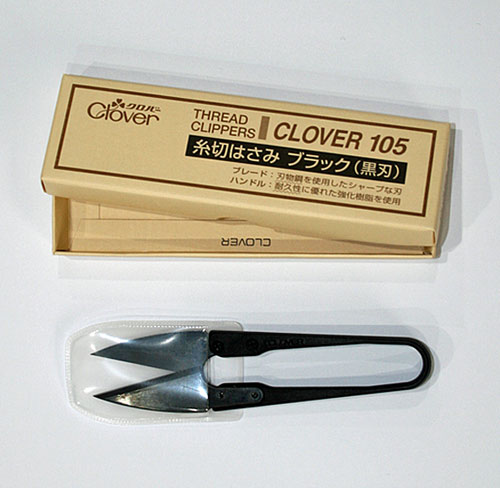 クロバー
Clover
THREAD
CLIPPERS
CLOVER 105
糸切はさみ ブラック(黒刃)
ブレード：刃物鋼を使用したシャープな刃
ハンドル：耐久性に優れた強化樹脂を使用
CLOVER
CLOVER